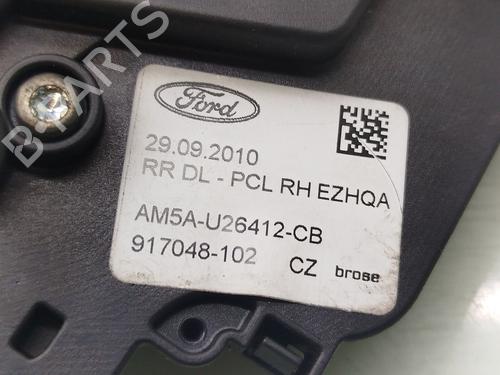 Ford
29.09.2010
RR DL - PCL RH EZHQA
AM5A-U26412-CB
917048-102 CZ brose
B-PARTS